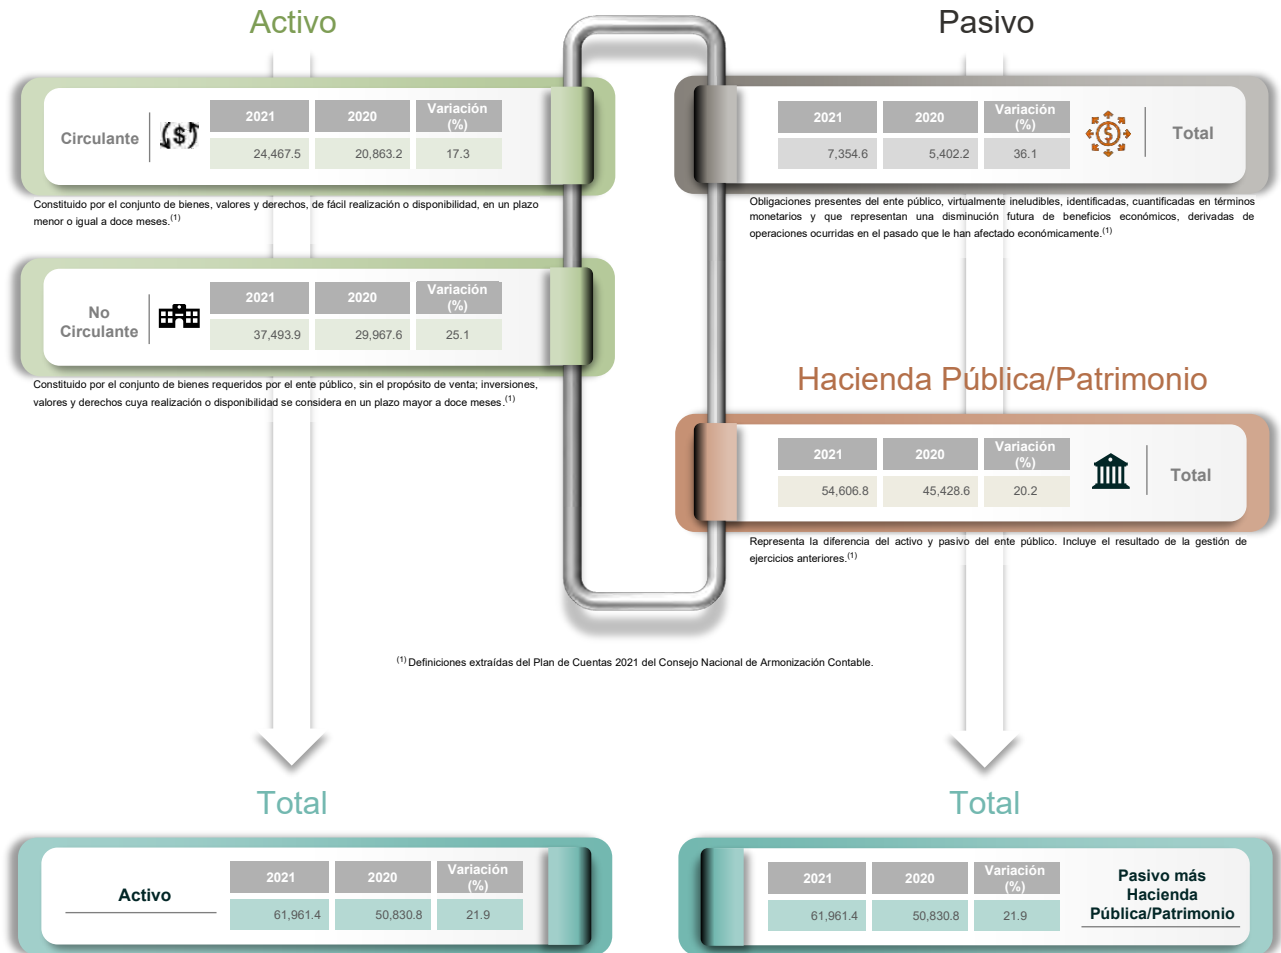 Activo
Circulante
2021 2020 Variación (%)
24,467.5 20,863.2 17.3
Constituido por el conjunto de bienes, valores y derechos, de fácil realización o disponibilidad, en un plazo
menor o igual a doce meses.(1)
No
Circulante
2021 2020 Variación (%)
37,493.9 29,967.6 25.1
Constituido por el conjunto de bienes requeridos por el ente público, sin el propósito de venta; inversiones,
valores y derechos cuya realización o disponibilidad se considera en un plazo mayor a doce meses.(1)
Pasivo
2021 2020 Variación (%)
7,354.6 5,402.2 36.1
Total
Obligaciones presentes del ente público, virtualmente ineludibles, identificadas, cuantificadas en términos
monetarios y que representan una disminución futura de beneficios económicos, derivadas de
operaciones ocurridas en el pasado que le han afectado económicamente.(1)
Hacienda Pública/Patrimonio
2021 2020 Variación (%)
54,606.8 45,428.6 20.2
Total
Representa la diferencia del activo y pasivo del ente público. Incluye el resultado de la gestión de
ejercicios anteriores.(1)
(1) Definiciones extraídas del Plan de Cuentas 2021 del Consejo Nacional de Armonización Contable.
Total
Activo
2021 2020 Variación (%)
61,961.4 50,830.8 21.9
Total
2021 2020 Variación (%)
61,961.4 50,830.8 21.9
Pasivo más
Hacienda
Pública/Patrimonio